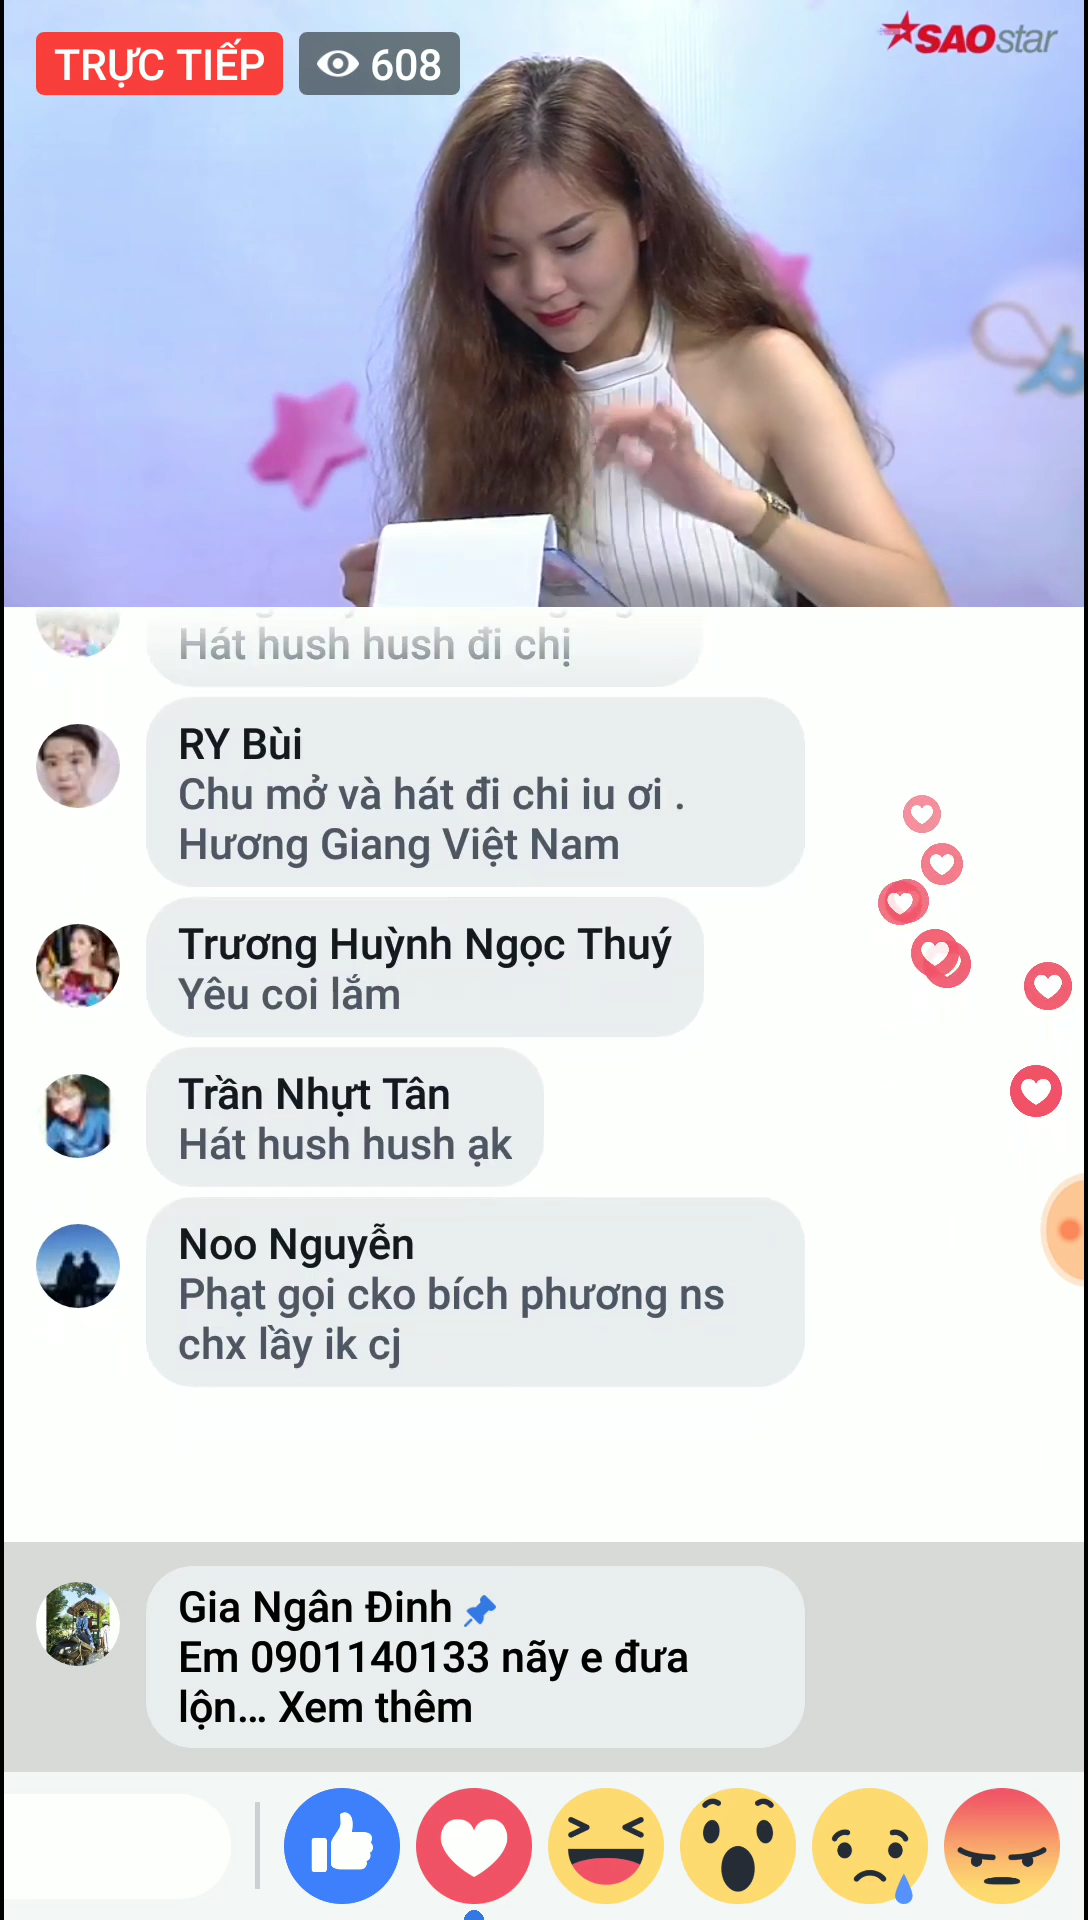 TRỰC TIẾP
608
SAOstar
Hát hush hush đi chị
RY Bùi
Chu mở và hát đi chi iu ơi .
Hương Giang Việt Nam
Trương Huỳnh Ngọc Thuý
Yêu coi lắm
Trần Nhựt Tân
Hát hush hush ạk
Noo Nguyễn
Phạt gọi cko bích phương ns
chx lầy ik cj
Gia Ngân Đinh
Em 0901140133 nãy e đưa
lộn... Xem thêm